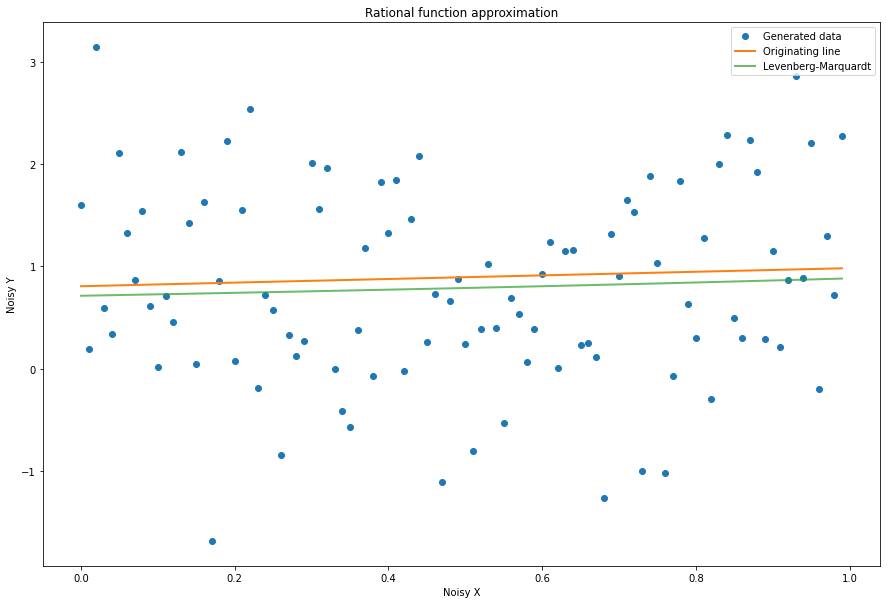 Rational function approximation
Generated data
Originating line
Levenberg-Marquardt
3
2
1
0
−1
Noisy Y
0.0 0.2 0.4 0.6 0.8 1.0
Noisy X